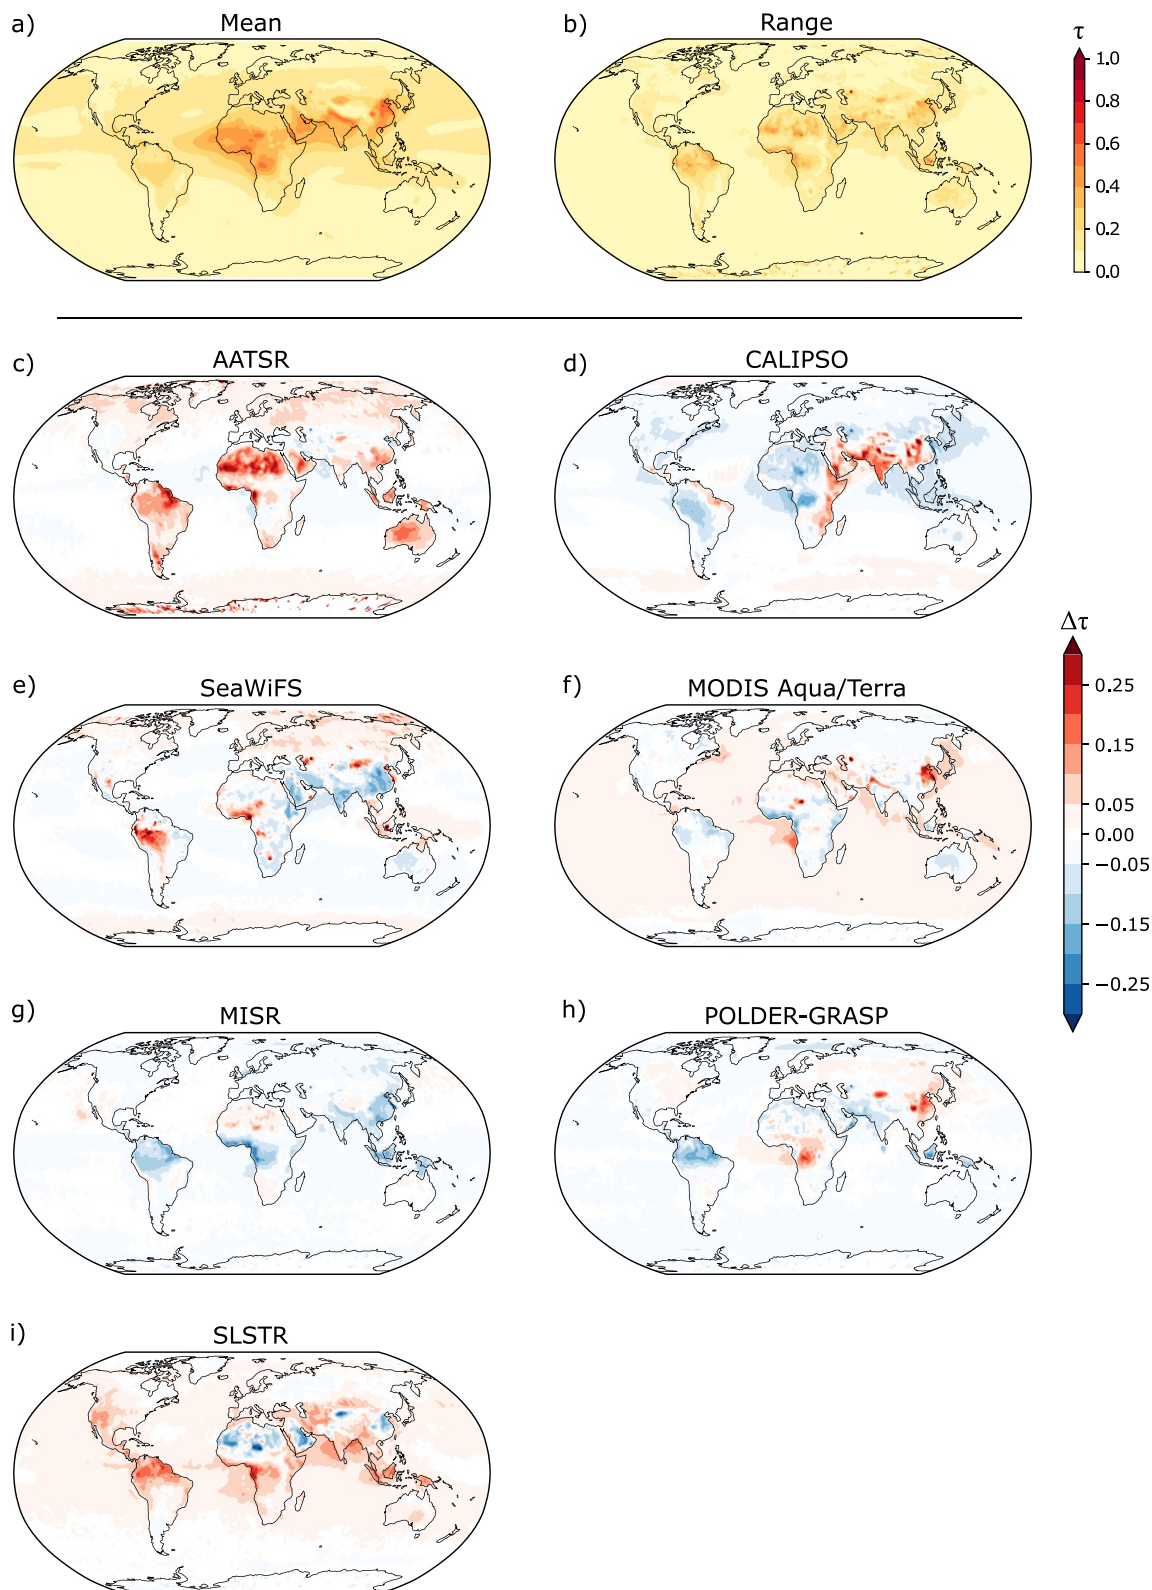 a) Mean
b) Range
τ
1.0
0.8
0.6
0.4
0.2
0.0
c) AATSR
d) CALIPSO
e) SeaWiFS
f) MODIS Aqua/Terra
Δτ
0.25
0.15
0.05
0.00
−0.05
−0.15
−0.25
g) MISR
h) POLDER-GRASP
i) SLSTR